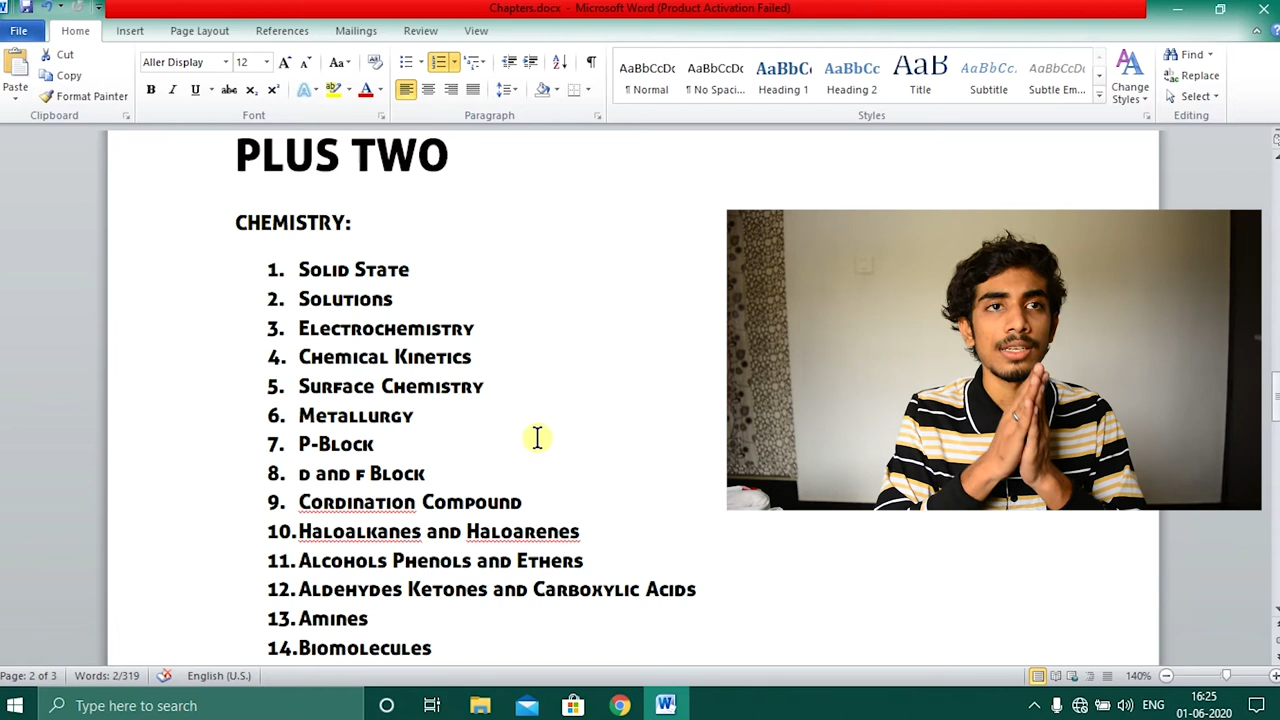 Chapters.docx - Microsoft Word (Product Activation Failed)
File Home Insert Page Layout References Mailings Review View
Cut
Copy
Format Painter
Paste
Clipboard
Aller Display 12
Font
Paragraph
AaBbCcDc AaBbCcDc AaBbC AaBbCc AaB AaBbCc. AaBbCcDc
¶ Normal ¶ No Spaci... Heading 1 Heading 2 Title Subtitle Subtle Em...
Styles
Change
Styles
Find
Replace
Select
Editing
PLUS TWO
CHEMISTRY:
1. Solid State
2. Solutions
3. Electrochemistry
4. Chemical Kinetics
5. Surface Chemistry
6. Metallurgy
7. P-Block
8. D and F Block
9. Cordination Compound
10. Haloalkanes and Haloarenes
11. Alcohols Phenols and Ethers
12. Aldehydes Ketones and Carboxylic Acids
13. Amines
14. Biomolecules
Page: 2 of 3 Words: 2/319 English (U.S.) 140%
Type here to search
ENG
16:25
01-06-2020